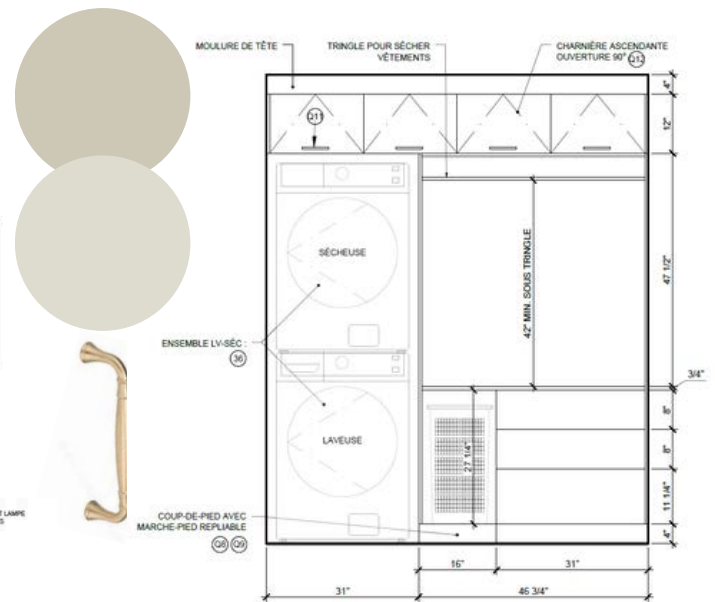 MOULURE DE TÊTE
TRINGLE POUR SÉCHER
VÊTEMENTS
CHARNIÈRE ASCENDANTE
OUVERTURE 90° Q12
4"
12"
Q11
SÉCHEUSE
42" MIN. SOUS TRINGLE
47 1/2"
ENSEMBLE LV-SÉC :
36
3/4"
8"
LAVEUSE
27 1/4"
8"
11 1/4"
T LAMPE
S
COUP-DE-PIED AVEC
MARCHE-PIED REPLIABLE
Q8 Q9
4"
16"
31"
31"
46 3/4"